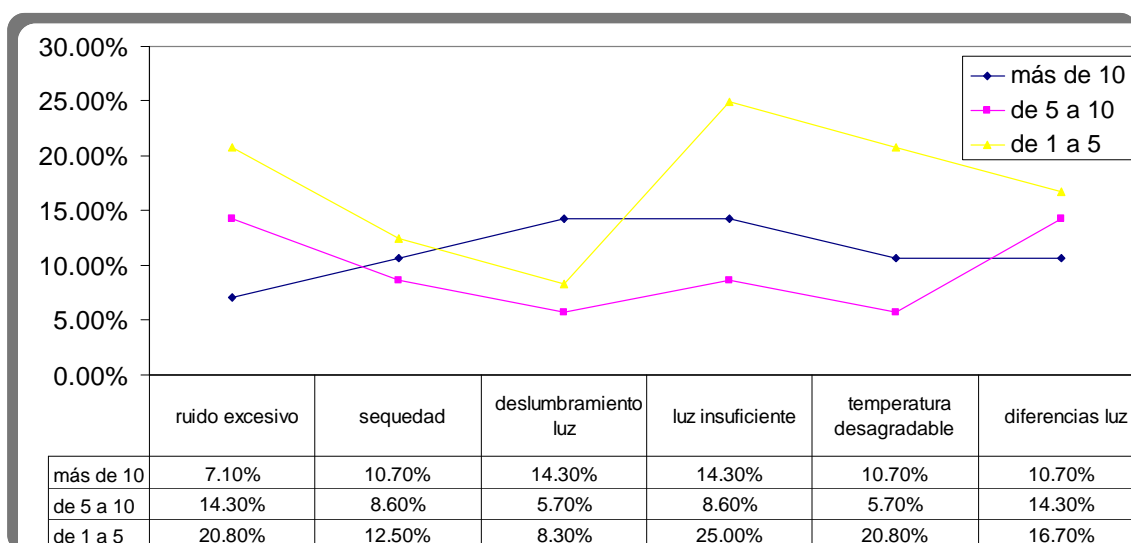 30.00%
25.00%
20.00%
15.00%
10.00%
5.00%
0.00%
más de 10
de 5 a 10
de 1 a 5
ruido excesivo
sequedad
deslumbramiento
luz
luz insuficiente
temperatura
desagradable
diferencias luz
más de 10 7.10% 10.70% 14.30% 14.30% 10.70% 10.70%
de 5 a 10 14.30% 8.60% 5.70% 8.60% 5.70% 14.30%
de 1 a 5 20.80% 12.50% 8.30% 25.00% 20.80% 16.70%